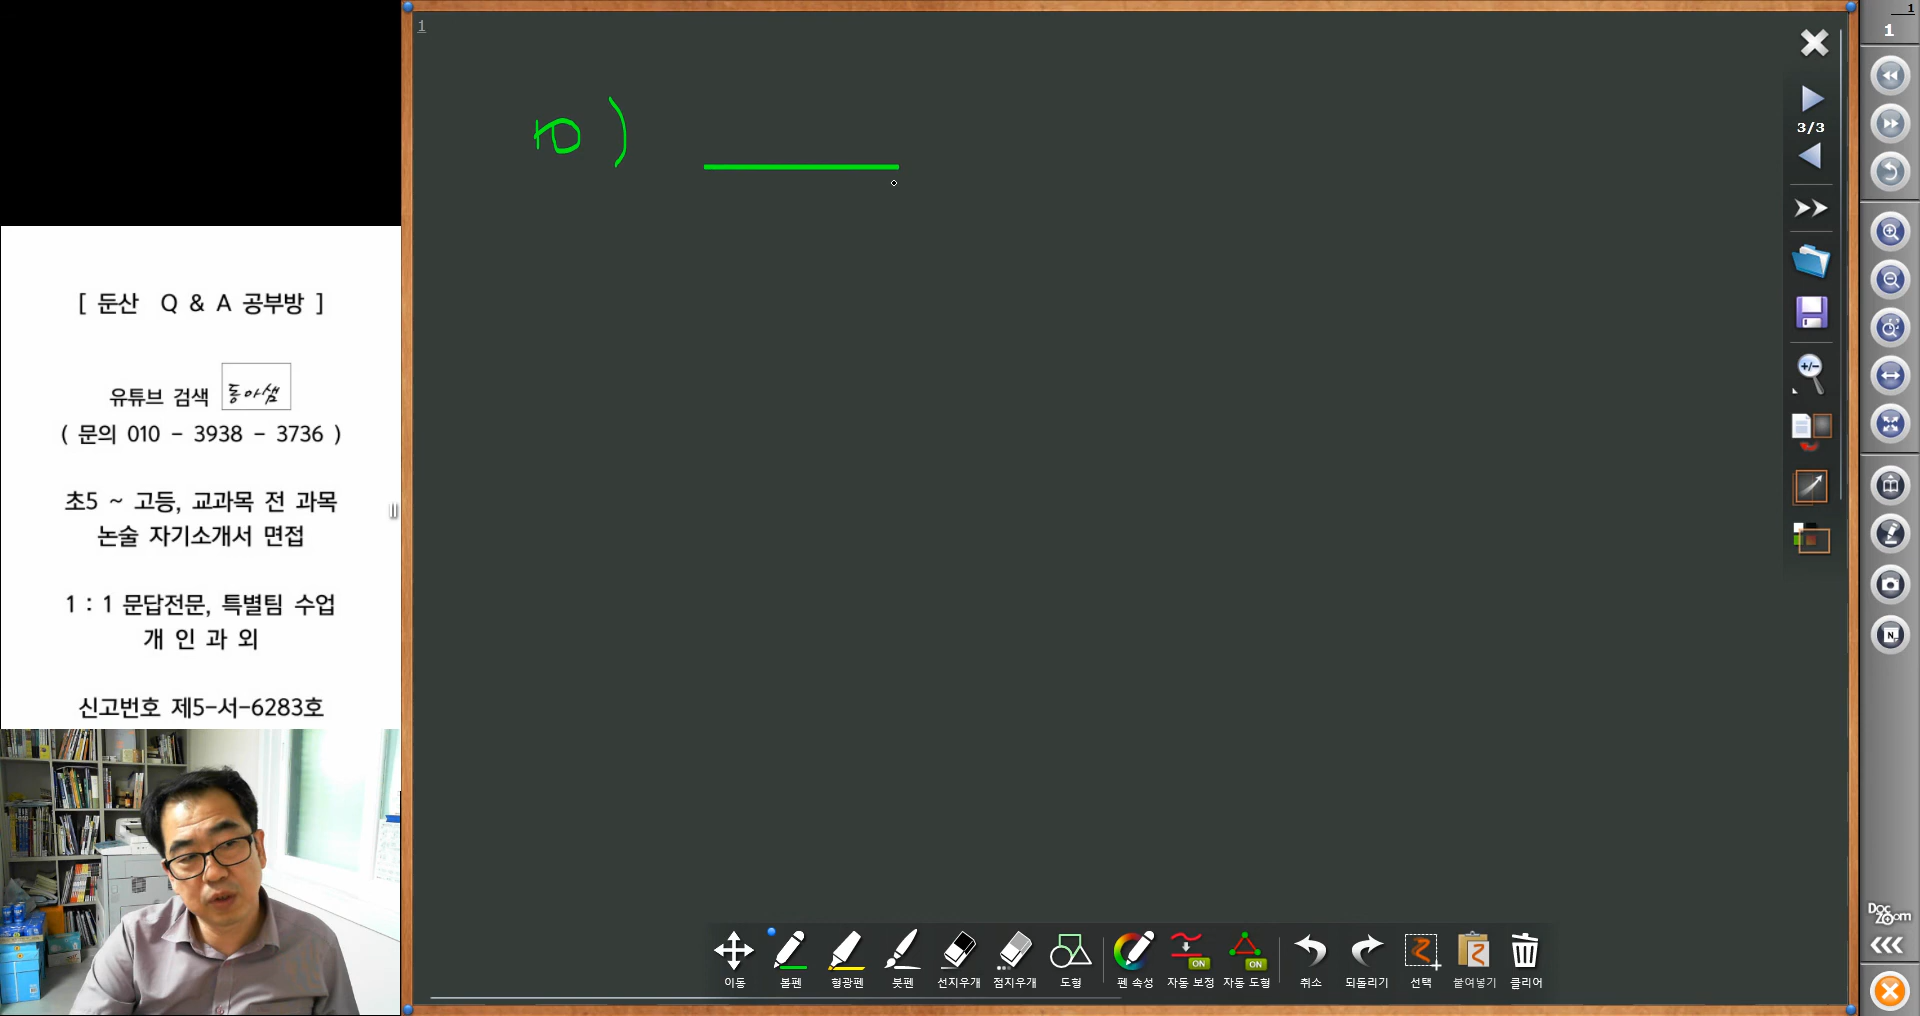 [ 둔산 Q & A 공부방 ]
유튜브 검색 동아샘
( 문의 010 - 3938 - 3736 )
초5 ~ 고등, 교과목 전 과목
논술 자기소개서 면접
1 : 1 문답전문, 특별팀 수업
개 인 과 외
신고번호 제5-서-6283호
1
)
1
1
3/3
+/-
N
Doc
Zoom
ON
ON
이동
볼펜
형광펜
붓펜
선지우개
점지우개
도형
펜 속성
자동 보정
자동 도형
취소
되돌리기
선택
붙여넣기
클리어